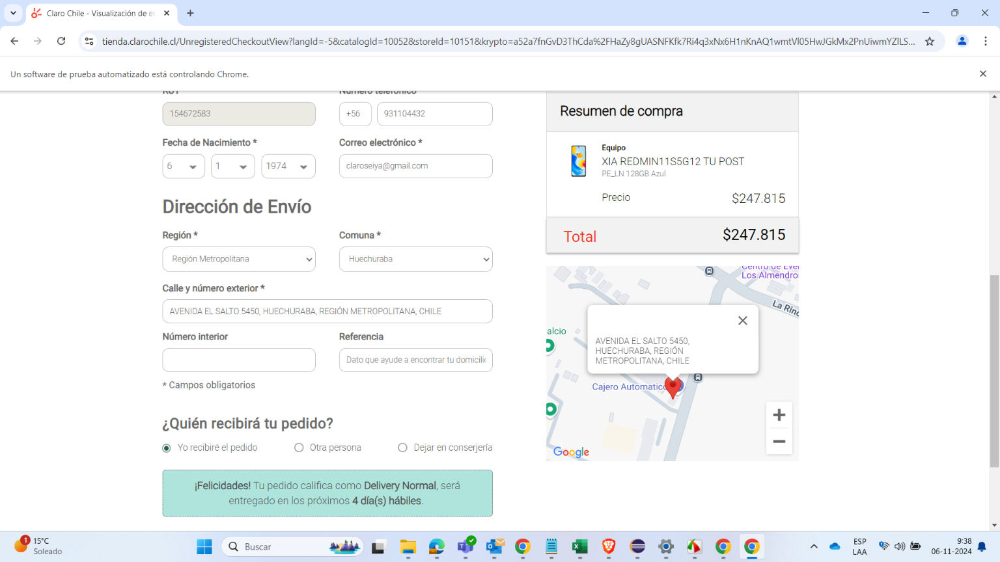 Claro Chile - Visualización de e
tienda.clarochile.cl/UnregisteredCheckoutView?langId=-5&catalogId=10052&storeId=10151&krypto=a52a7fnGvD3ThCda%2FHaZy8gUASNFKfk7Ri4q3xNx6H1nKnAQ1wmtVl05HwJGkMx2PnUiwmYZlLS...
Un software de prueba automatizado está controlando Chrome.
RUT
Número telefónico
154672583
+56
931104432
Fecha de Nacimiento *
Correo electrónico *
6
1
1974
claroseiya@gmail.com
Dirección de Envío
Región *
Comuna *
Región Metropolitana
Huechuraba
Calle y número exterior *
AVENIDA EL SALTO 5450, HUECHURABA, REGIÓN METROPOLITANA, CHILE
Número interior
Referencia
Dato que ayude a encontrar tu domicili
* Campos obligatorios
¿Quién recibirá tu pedido?
Yo recibiré el pedido
Otra persona
Dejar en conserjería
¡Felicidades! Tu pedido califica como Delivery Normal, será
entregado en los próximos 4 día(s) hábiles.
Resumen de compra
Equipo
XIA REDMIN11S5G12 TU POST
PE_LN 128GB Azul
Precio
$247.815
Total
$247.815
Centro de Eve
Los Almendro
La Rinc
alcio
AVENIDA EL SALTO 5450,
HUECHURABA, REGIÓN
METROPOLITANA, CHILE
Cajero Automatico
Google
1
15°C
Soleado
Buscar
ESP
LAA
9:38
06-11-2024